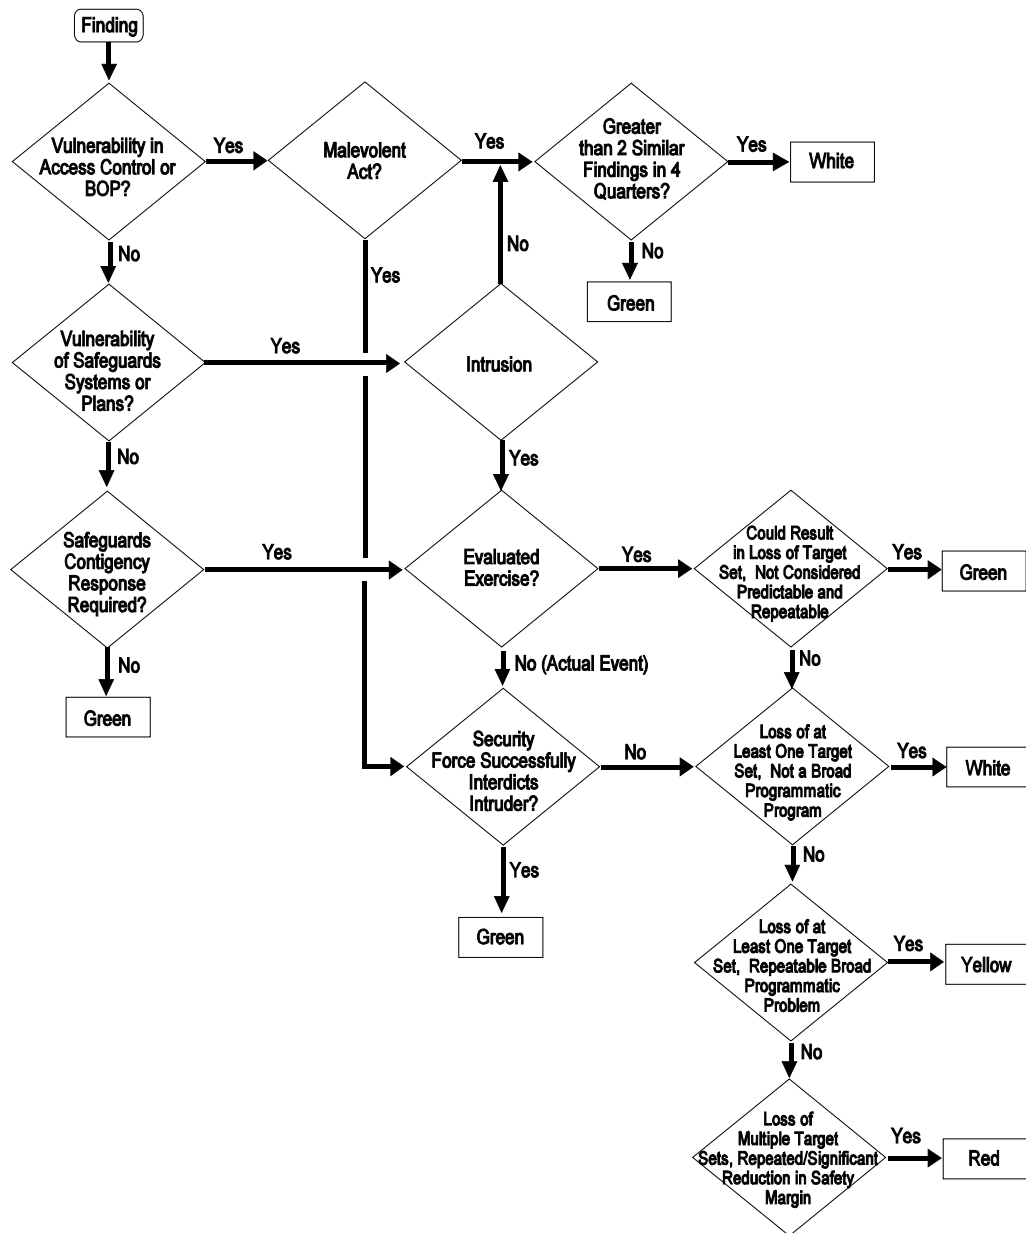 Finding
Vulnerability in
Access Control or
BOP?
Yes
Malevolent
Act?
Yes
Greater
than 2 Similar
Findings in 4
Quarters?
Yes
White
No
Yes
No
No
Green
Vulnerability
of Safeguards
Systems or
Plans?
Yes
Intrusion
No
Yes
Safeguards
Contigency
Response
Required?
Yes
Evaluated
Exercise?
Yes
Could Result
in Loss of Target
Set, Not Considered
Predictable and
Repeatable
Yes
Green
No
No (Actual Event)
No
Green
Security
Force Successfully
Interdicts
Intruder?
No
Loss of at
Least One Target
Set, Not a Broad
Programmatic
Program
Yes
White
Yes
No
Green
Loss of at
Least One Target
Set, Repeatable Broad
Programmatic
Problem
Yes
Yellow
No
Loss of
Multiple Target
Sets, Repeated/Significant
Reduction in Safety
Margin
Yes
Red